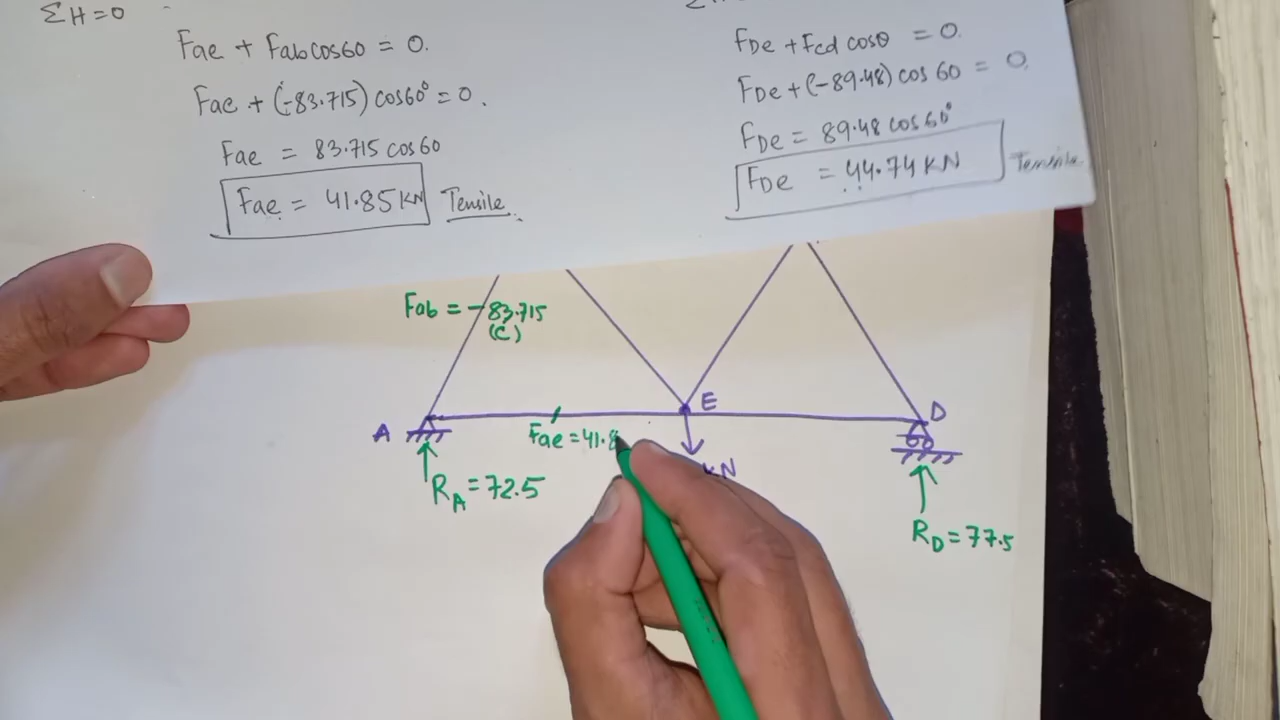 ΣH=0
Fae + Fab cos60 = 0.
Fae + (-83.715) cos60° = 0.
Fae = 83.715 cos 60
Fae = 41.85 KN Tensile.
FDe + Fcd cosθ = 0.
FDe + (-89.48) cos 60 = 0
FDe = 89.48 cos 60°
FDe = 44.74 KN Tensile
Fab = -83.715
(C)
A
E
D
Fae = 41.8
KN
RA = 72.5
RD = 77.5